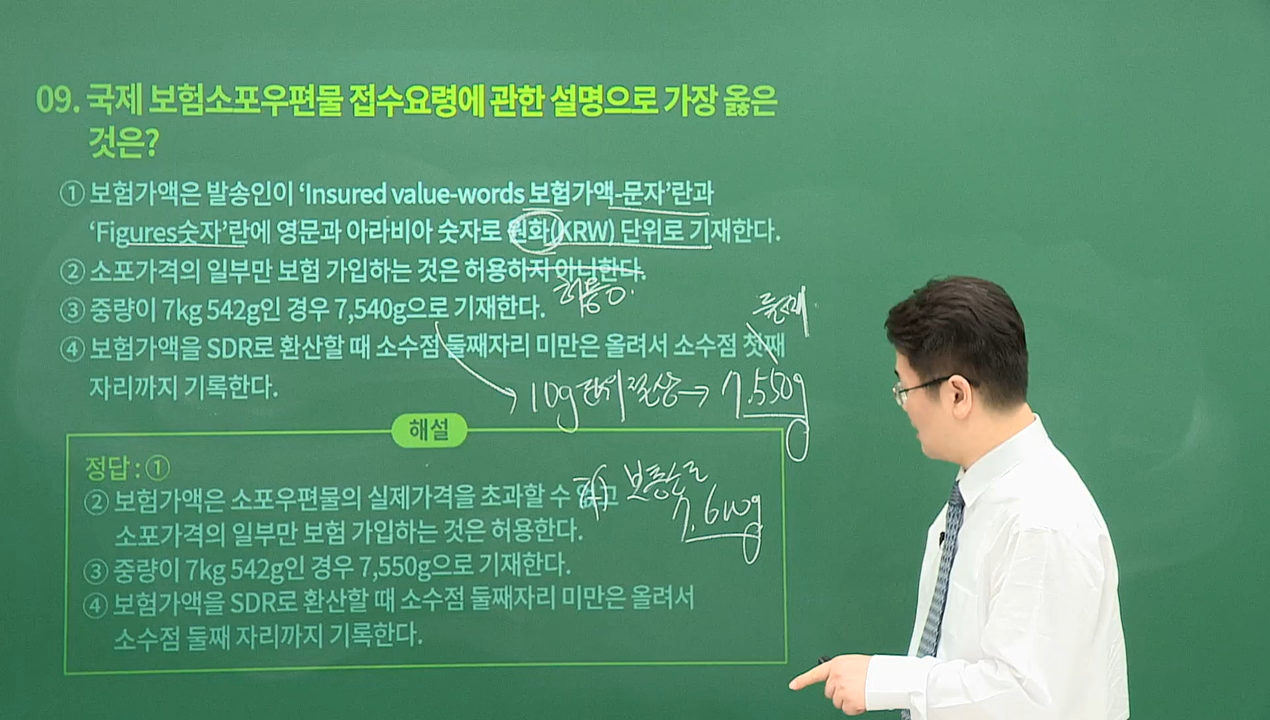 09. 국제 보험소포우편물 접수요령에 관한 설명으로 가장 옳은
것은?
① 보험가액은 발송인이 ‘Insured value-words 보험가액-문자’란과
‘Figures숫자’란에 영문과 아라비아 숫자로 원화(KRW) 단위로 기재한다.
② 소포가격의 일부만 보험 가입하는 것은 허용하지 아니한다.
허용O.
③ 중량이 7kg 542g인 경우 7,540g으로 기재한다.
둘째
④ 보험가액을 SDR로 환산할 때 소수점 둘째자리 미만은 올려서 소수점 첫째
자리까지 기록한다.
→ 10g 단위 절상 → 7.550g
해설
정답 : ①
② 보험가액은 소포우편물의 실제가격을 초과할 수 없고
보통소포
소포가격의 일부만 보험 가입하는 것은 허용한다.
③ 중량이 7kg 542g인 경우 7,550g으로 기재한다.
④ 보험가액을 SDR로 환산할 때 소수점 둘째자리 미만은 올려서
소수점 둘째 자리까지 기록한다.